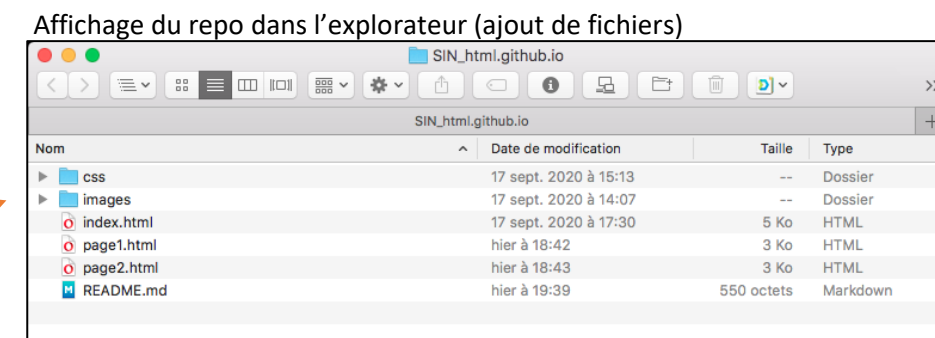 Affichage du repo dans l'explorateur (ajout de fichiers)
SIN_html.github.io
SIN_html.github.io
Nom Date de modification Taille Type
css 17 sept. 2020 à 15:13 -- Dossier
images 17 sept. 2020 à 14:07 -- Dossier
index.html 17 sept. 2020 à 17:30 5 Ko HTML
page1.html hier à 18:42 3 Ko HTML
page2.html hier à 18:43 3 Ko HTML
README.md hier à 19:39 550 octets Markdown